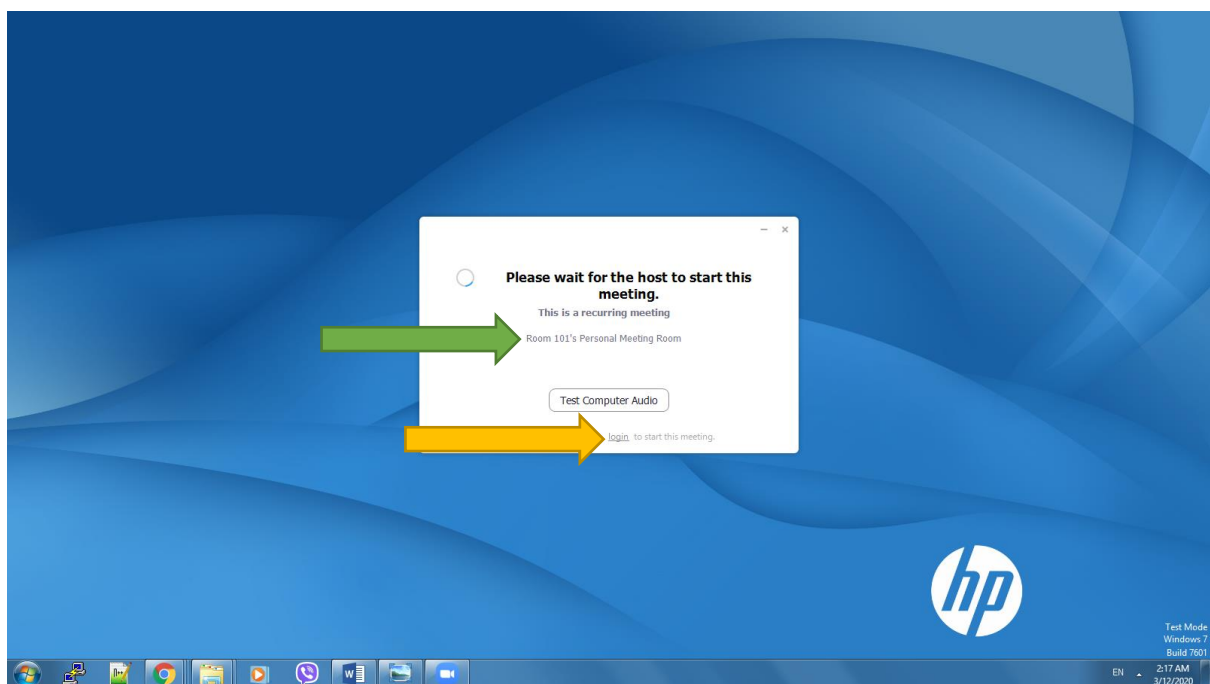 Please wait for the host to start this
meeting.
This is a recurring meeting
Room 101's Personal Meeting Room
Test Computer Audio
login to start this meeting.
hp
Test Mode
Windows 7
Build 7601
W
EN
2:17 AM
3/12/2020